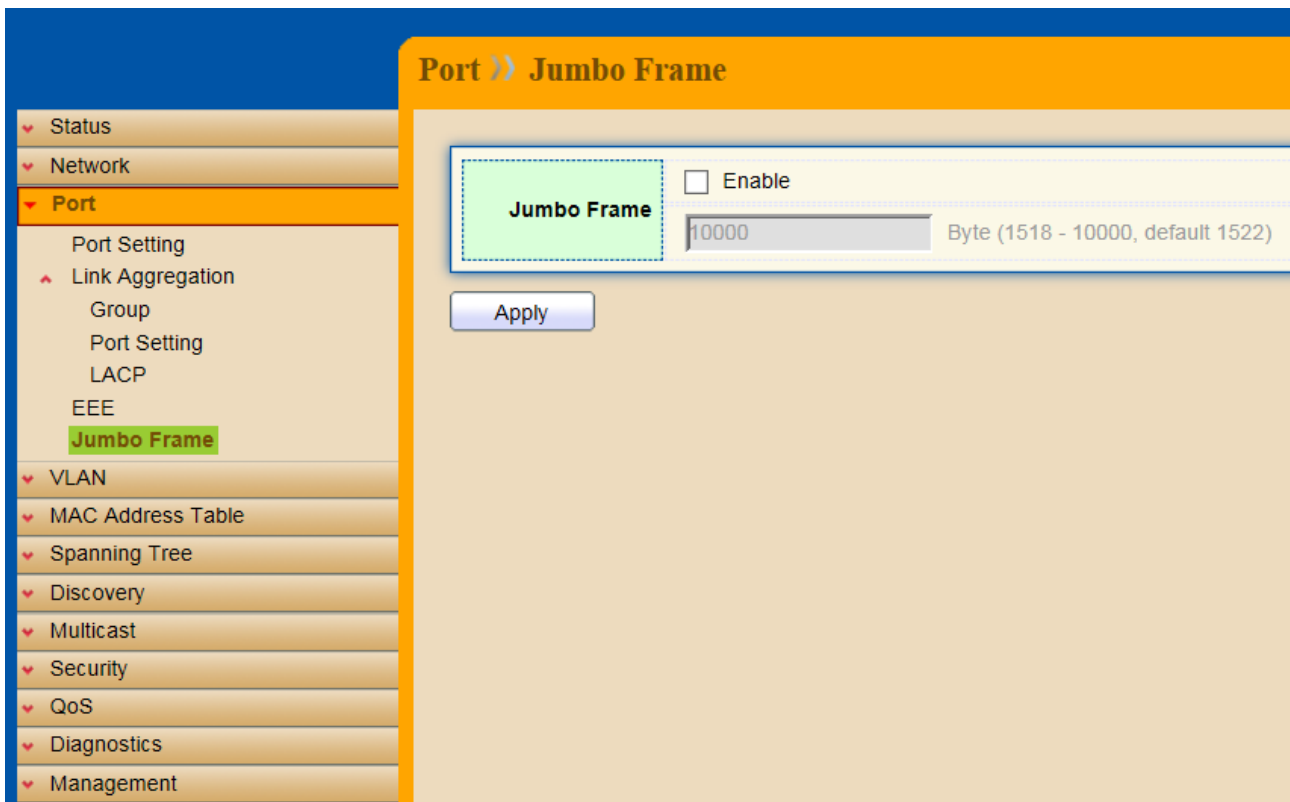 Port » Jumbo Frame
Status
Network
Port
Port Setting
Link Aggregation
Group
Port Setting
LACP
EEE
Jumbo Frame
VLAN
MAC Address Table
Spanning Tree
Discovery
Multicast
Security
QoS
Diagnostics
Management
Jumbo Frame
Enable
10000 Byte (1518 - 10000, default 1522)
Apply